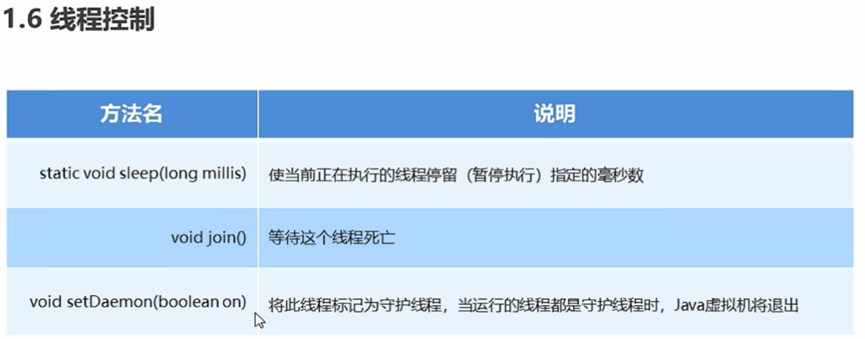 1.6 线程控制
方法名 说明
static void sleep(long millis) 使当前正在执行的线程停留（暂停执行）指定的毫秒数
void join() 等待这个线程死亡
void setDaemon(boolean on) 将此线程标记为守护线程，当运行的线程都是守护线程时，Java虚拟机将退出